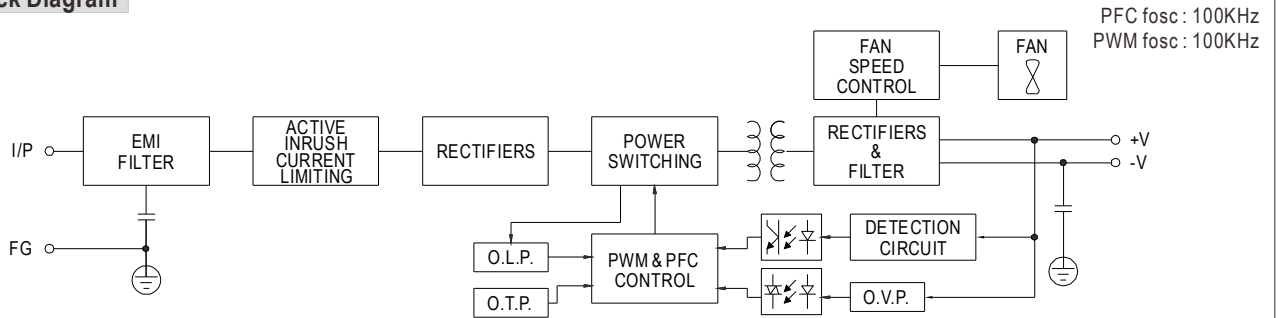 ck Diagram
PFC fosc : 100KHz
PWM fosc : 100KHz
FAN
SPEED
CONTROL
FAN
I/P
EMI
FILTER
ACTIVE
INRUSH
CURRENT
LIMITING
RECTIFIERS
POWER
SWITCHING
RECTIFIERS
&
FILTER
+V
-V
FG
O.L.P.
O.T.P.
PWM & PFC
CONTROL
DETECTION
CIRCUIT
O.V.P.